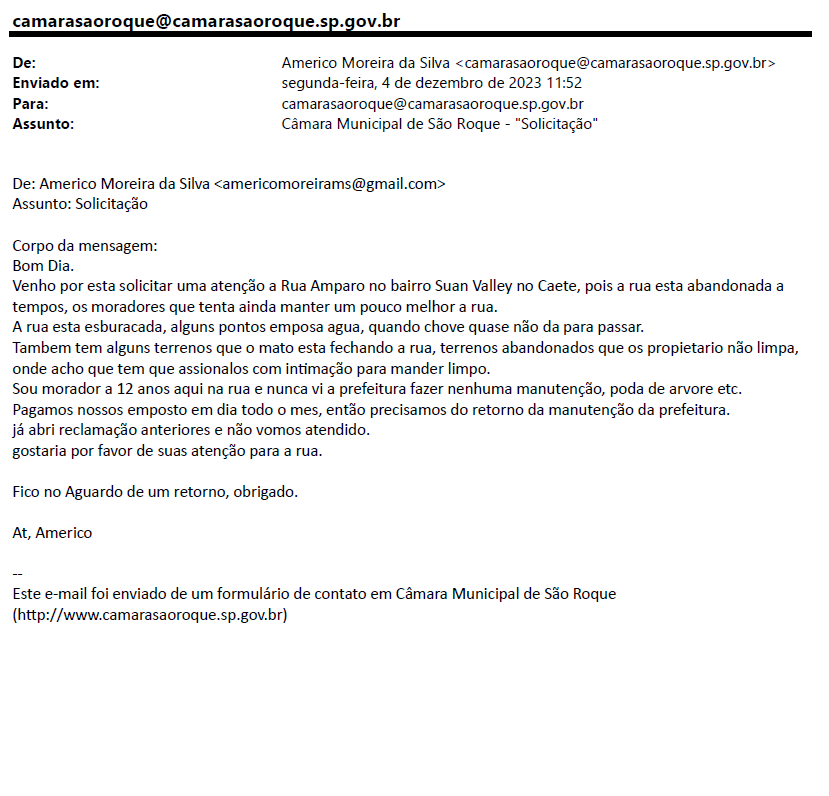 camarasaoroque@camarasaoroque.sp.gov.br
De: Americo Moreira da Silva <camarasaoroque@camarasaoroque.sp.gov.br>
Enviado em: segunda-feira, 4 de dezembro de 2023 11:52
Para: camarasaoroque@camarasaoroque.sp.gov.br
Assunto: Câmara Municipal de São Roque - "Solicitação"
De: Americo Moreira da Silva <americomoreirams@gmail.com>
Assunto: Solicitação
Corpo da mensagem:
Bom Dia.
Venho por esta solicitar uma atenção a Rua Amparo no bairro Suan Valley no Caete, pois a rua esta abandonada a
tempos, os moradores que tenta ainda manter um pouco melhor a rua.
A rua esta esburacada, alguns pontos emposa agua, quando chove quase não da para passar.
Tambem tem alguns terrenos que o mato esta fechando a rua, terrenos abandonados que os propietario não limpa,
onde acho que tem que assionalos com intimação para mander limpo.
Sou morador a 12 anos aqui na rua e nunca vi a prefeitura fazer nenhuma manutenção, poda de arvore etc.
Pagamos nossos emposto em dia todo o mes, então precisamos do retorno da manutenção da prefeitura.
já abri reclamação anteriores e não vomos atendido.
gostaria por favor de suas atenção para a rua.
Fico no Aguardo de um retorno, obrigado.
At, Americo
--
Este e-mail foi enviado de um formulário de contato em Câmara Municipal de São Roque
(http://www.camarasaoroque.sp.gov.br)